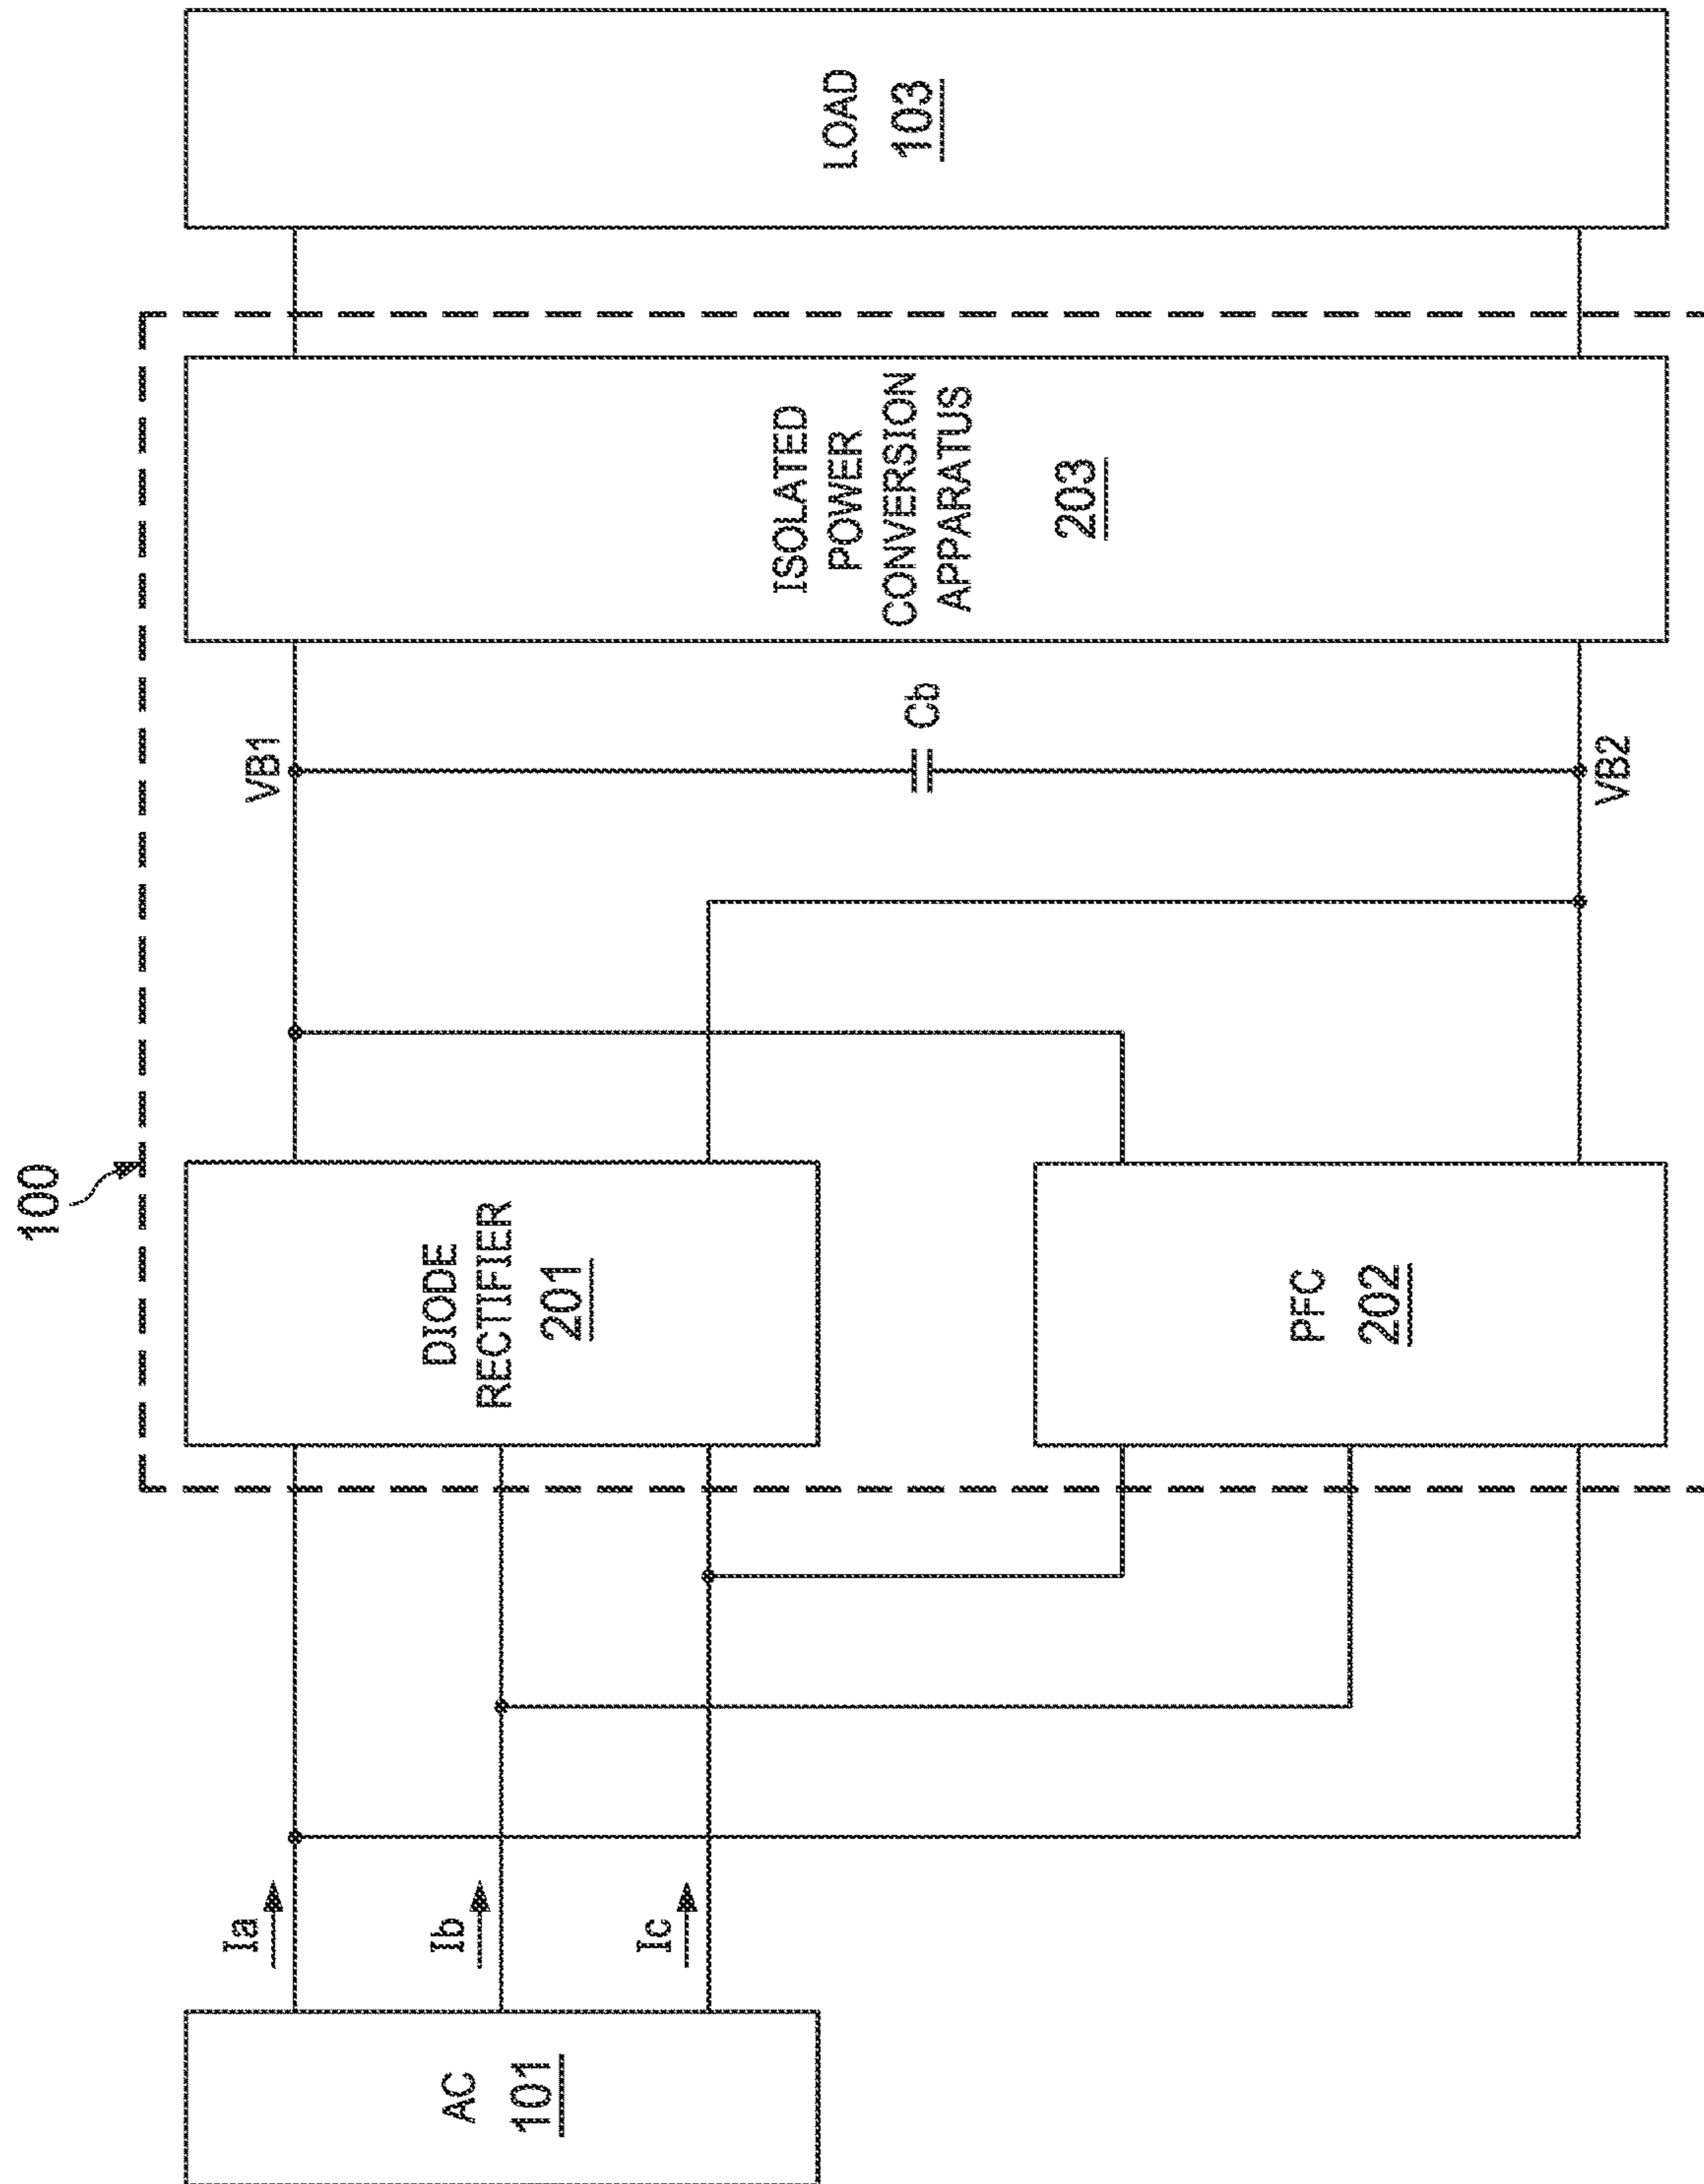 100
AC
101
Ia
Ib
Ic
DIODE
RECTIFIER
201
PFC
202
VB1
Cb
VB2
ISOLATED
POWER
CONVERSION
APPARATUS
203
LOAD
103